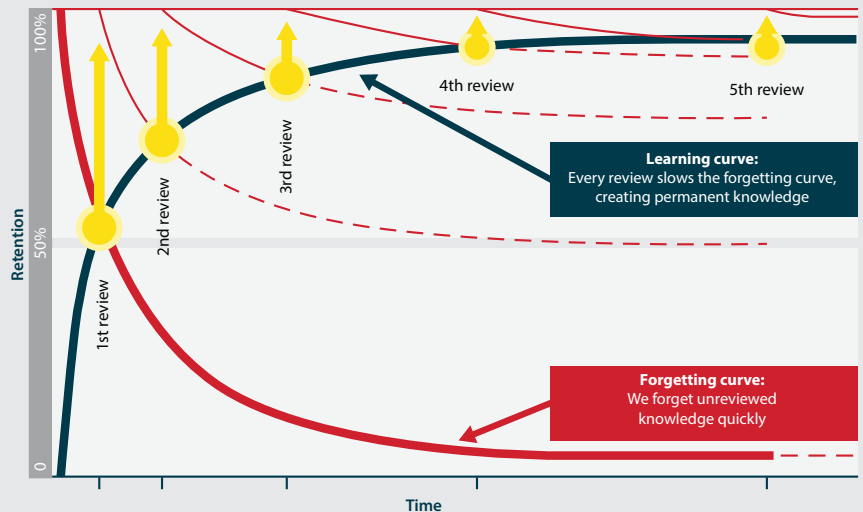 100%
50%
0
Retention
1st review
2nd review
3rd review
4th review
5th review
Learning curve:
Every review slows the forgetting curve,
creating permanent knowledge
Forgetting curve:
We forget unreviewed
knowledge quickly
Time